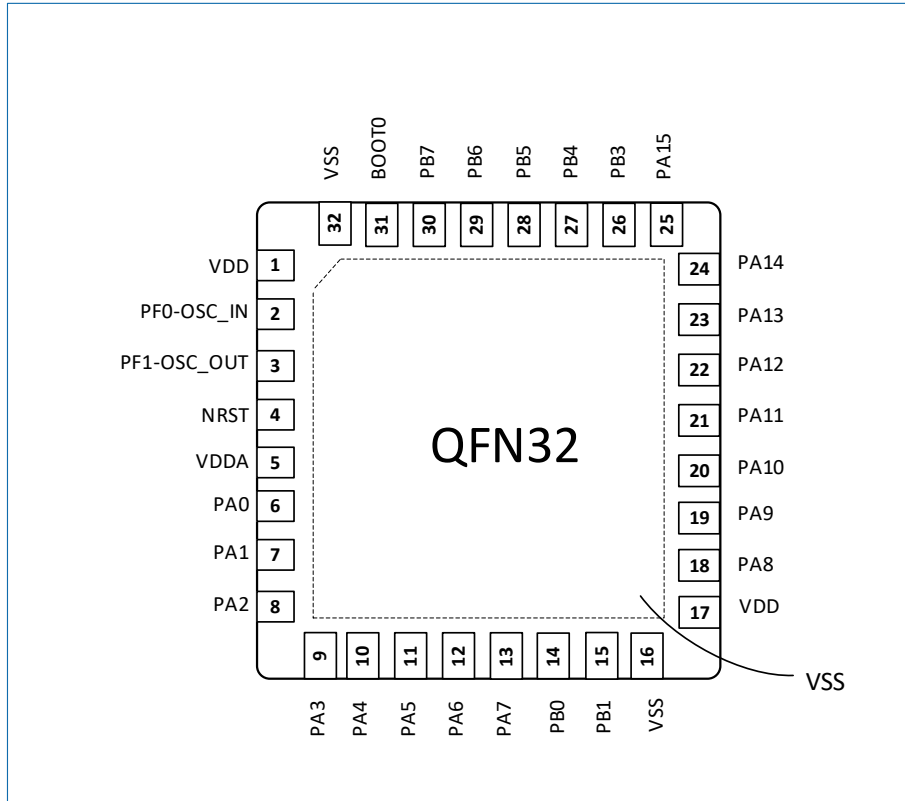 VSS
BOOT0
PB7
PB6
PB5
PB4
PB3
PA15
32
31
30
29
28
27
26
25
VDD 1
PF0-OSC_IN 2
PF1-OSC_OUT 3
NRST 4
VDDA 5
PA0 6
PA1 7
PA2 8
QFN32
24 PA14
23 PA13
22 PA12
21 PA11
20 PA10
19 PA9
18 PA8
17 VDD
9
10
11
12
13
14
15
16
PA3
PA4
PA5
PA6
PA7
PB0
PB1
VSS
VSS